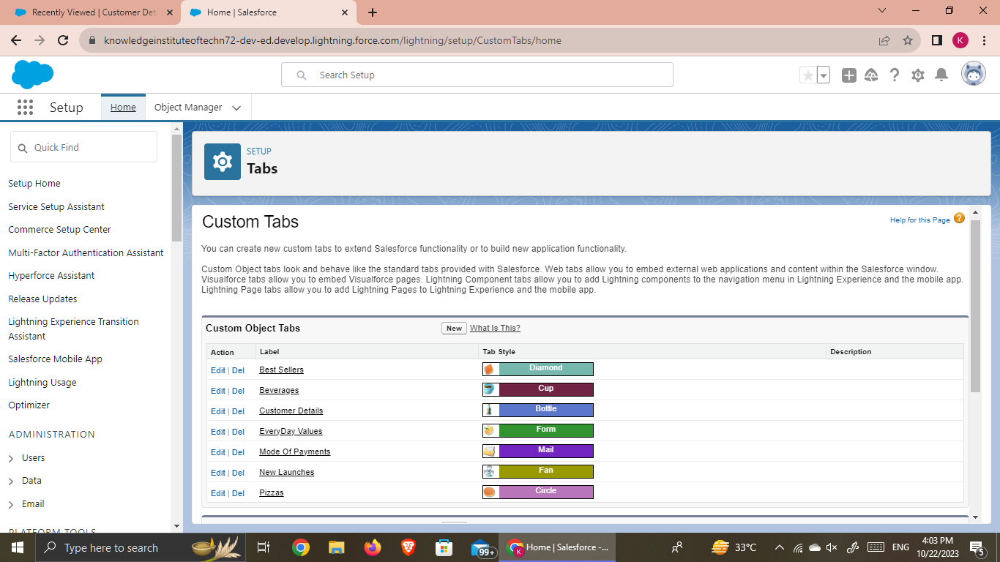 Recently Viewed | Customer Det
Home | Salesforce
knowledgeinstituteoftechn72-dev-ed.develop.lightning.force.com/lightning/setup/CustomTabs/home
K
Search Setup
Setup
Home
Object Manager
Quick Find
Setup Home
Service Setup Assistant
Commerce Setup Center
Multi-Factor Authentication Assistant
Hyperforce Assistant
Release Updates
Lightning Experience Transition
Assistant
Salesforce Mobile App
Lightning Usage
Optimizer
ADMINISTRATION
Users
Data
Email
PLATFORM TOOLS
SETUP
Tabs
Custom Tabs
Help for this Page ?
You can create new custom tabs to extend Salesforce functionality or to build new application functionality.
Custom Object tabs look and behave like the standard tabs provided with Salesforce. Web tabs allow you to embed external web applications and content within the Salesforce window.
Visualforce tabs allow you to embed Visualforce pages. Lightning Component tabs allow you to add Lightning components to the navigation menu in Lightning Experience and the mobile app.
Lightning Page tabs allow you to add Lightning Pages to Lightning Experience and the mobile app.
Custom Object Tabs New What Is This?
Action Label Tab Style Description
Edit | Del Best Sellers Diamond
Edit | Del Beverages Cup
Edit | Del Customer Details Bottle
Edit | Del EveryDay Values Form
Edit | Del Mode Of Payments Mail
Edit | Del New Launches Fan
Edit | Del Pizzas Circle
Type here to search
99+
K
Home | Salesforce -...
33°C
ENG
4:03 PM
10/22/2023
5